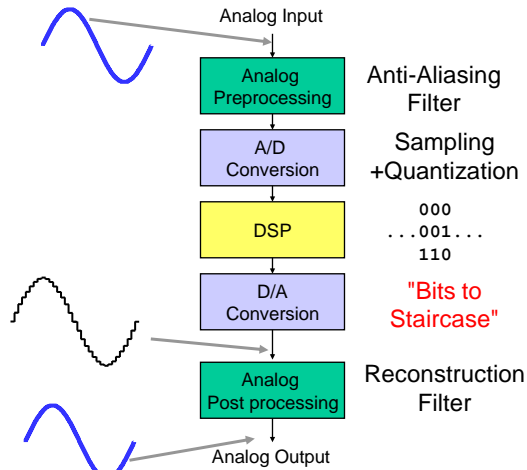 Analog Input
Analog
Preprocessing
Anti-Aliasing
Filter
A/D
Conversion
Sampling
+Quantization
DSP
000
...001...
110
D/A
Conversion
"Bits to
Staircase"
Analog
Post processing
Reconstruction
Filter
Analog Output